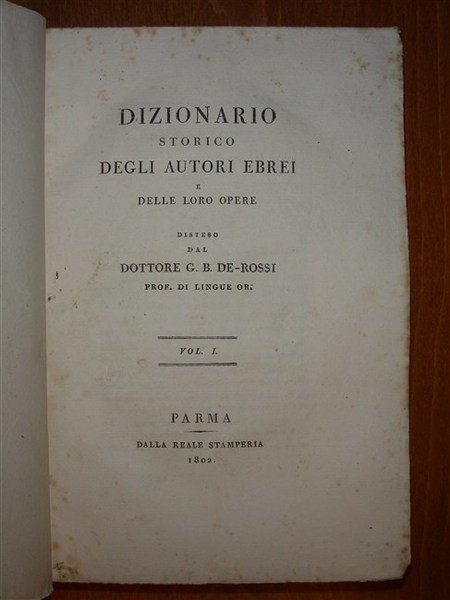 DIZIONARIO
STORICO
DEGLI AUTORI EBREI
E
DELLE LORO OPERE
DISTESO
DAL
DOTTORE G. B. DE-ROSSI
PROF. DI LINGUE OR.
VOL. I.
PARMA
DALLA REALE STAMPERIA
1802.